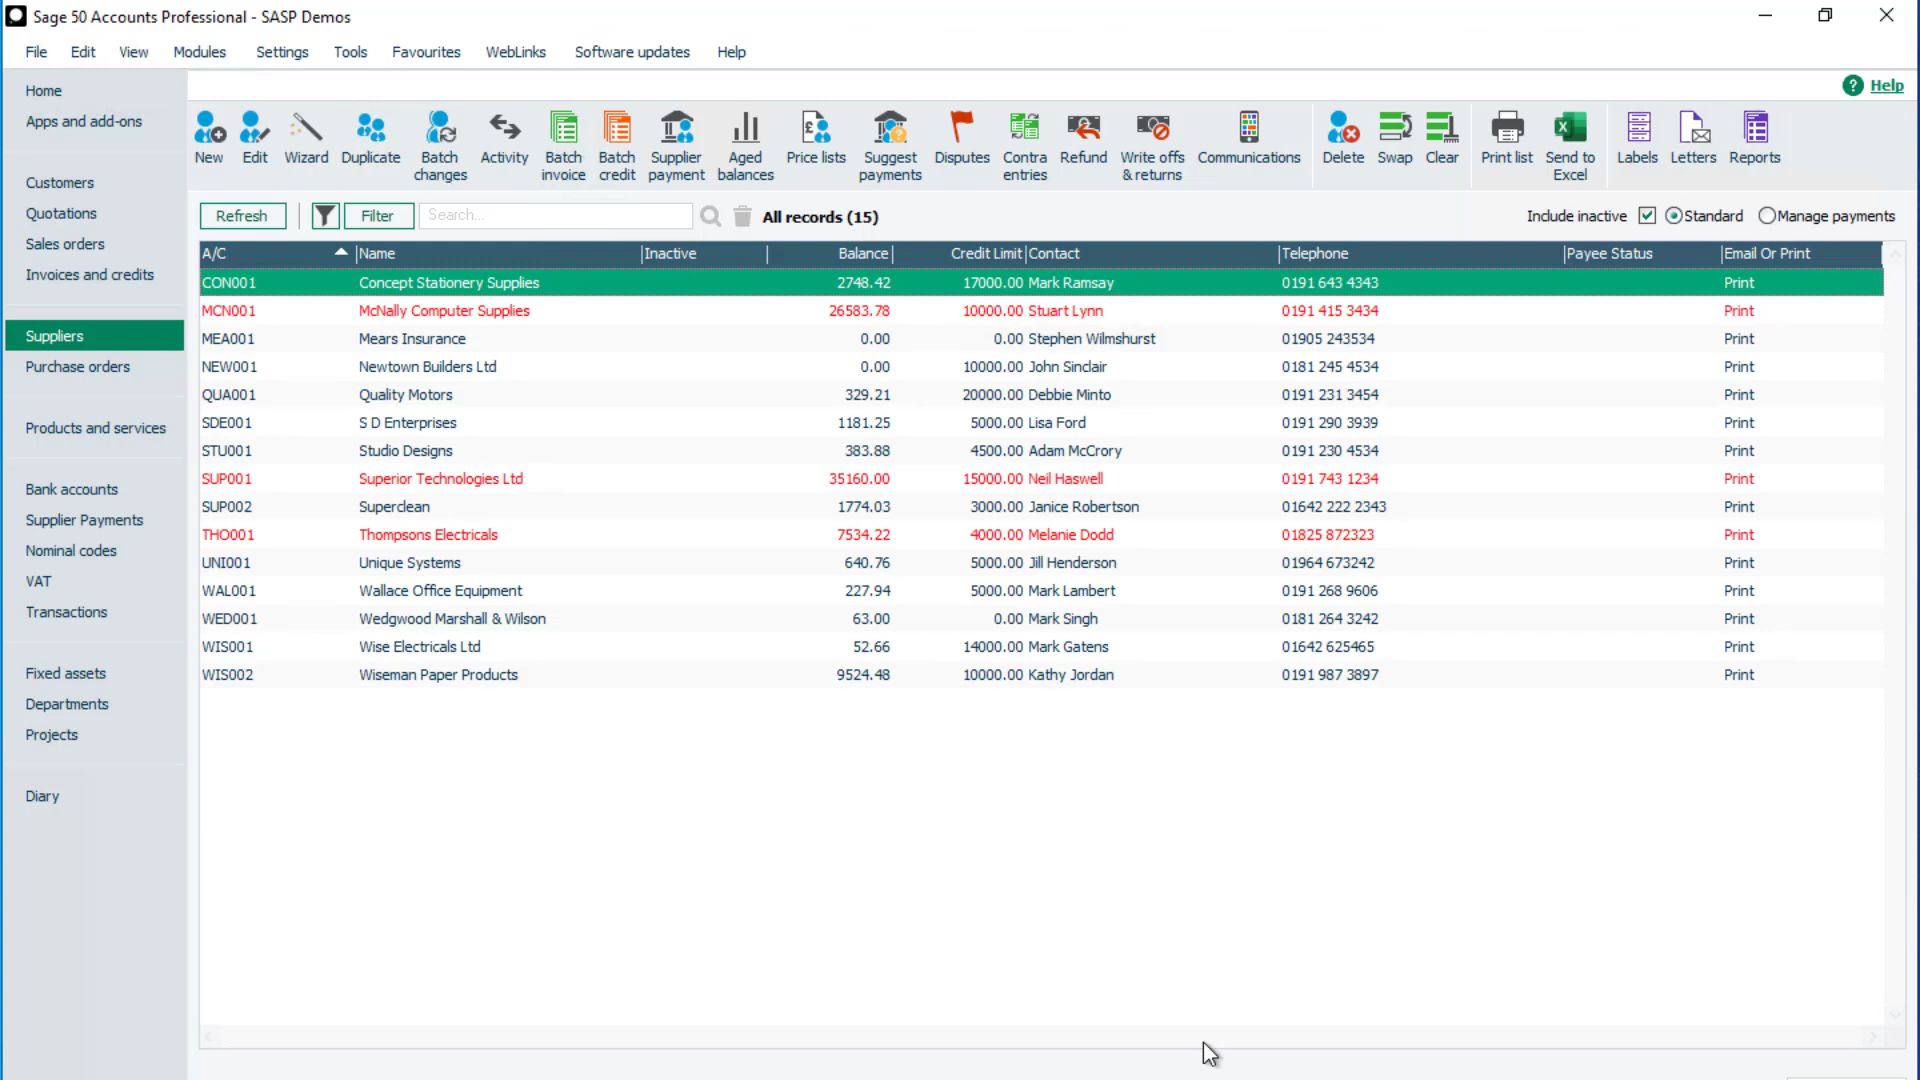 Sage 50 Accounts Professional - SASP Demos
File Edit View Modules Settings Tools Favourites WebLinks Software updates Help
? Help
Home
Apps and add-ons
Customers
Quotations
Sales orders
Invoices and credits
Suppliers
Purchase orders
Products and services
Bank accounts
Supplier Payments
Nominal codes
VAT
Transactions
Fixed assets
Departments
Projects
Diary
New Edit Wizard Duplicate Batch changes Activity Batch invoice Batch credit Supplier payment Aged balances Price lists Suggest payments Disputes Contra entries Refund Write offs & returns Communications Delete Swap Clear Print list Send to Excel Labels Letters Reports
Refresh Filter Search... All records (15) Include inactive Standard Manage payments
A/C Name Inactive Balance Credit Limit Contact Telephone Payee Status Email Or Print
CON001 Concept Stationery Supplies 2748.42 17000.00 Mark Ramsay 0191 643 4343 Print
MCN001 McNally Computer Supplies 26583.78 10000.00 Stuart Lynn 0191 415 3434 Print
MEA001 Mears Insurance 0.00 0.00 Stephen Wilmshurst 01905 243534 Print
NEW001 Newtown Builders Ltd 0.00 10000.00 John Sinclair 0181 245 4534 Print
QUA001 Quality Motors 329.21 20000.00 Debbie Minto 0191 231 3454 Print
SDE001 S D Enterprises 1181.25 5000.00 Lisa Ford 0191 290 3939 Print
STU001 Studio Designs 383.88 4500.00 Adam McCrory 0191 230 4534 Print
SUP001 Superior Technologies Ltd 35160.00 15000.00 Neil Haswell 0191 743 1234 Print
SUP002 Superclean 1774.03 3000.00 Janice Robertson 01642 222 2343 Print
THO001 Thompsons Electricals 7534.22 4000.00 Melanie Dodd 01825 872323 Print
UNI001 Unique Systems 640.76 5000.00 Jill Henderson 01964 673242 Print
WAL001 Wallace Office Equipment 227.94 5000.00 Mark Lambert 0191 268 9606 Print
WED001 Wedgwood Marshall & Wilson 63.00 0.00 Mark Singh 0181 264 3242 Print
WIS001 Wise Electricals Ltd 52.66 14000.00 Mark Gatens 01642 625465 Print
WIS002 Wiseman Paper Products 9524.48 10000.00 Kathy Jordan 0191 987 3897 Print